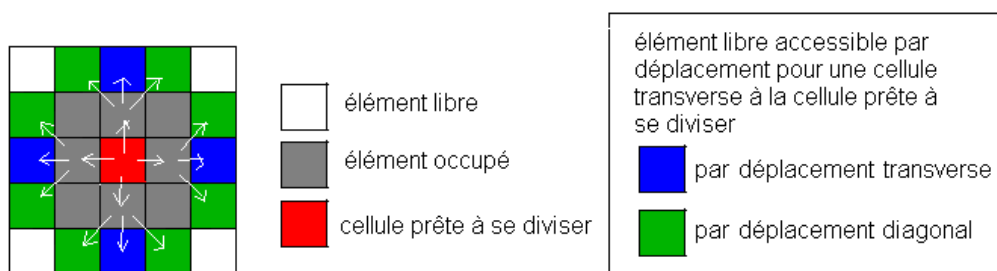 élément libre
élément occupé
cellule prête à se diviser
élément libre accessible par
déplacement pour une cellule
transverse à la cellule prête à
se diviser
par déplacement transverse
par déplacement diagonal